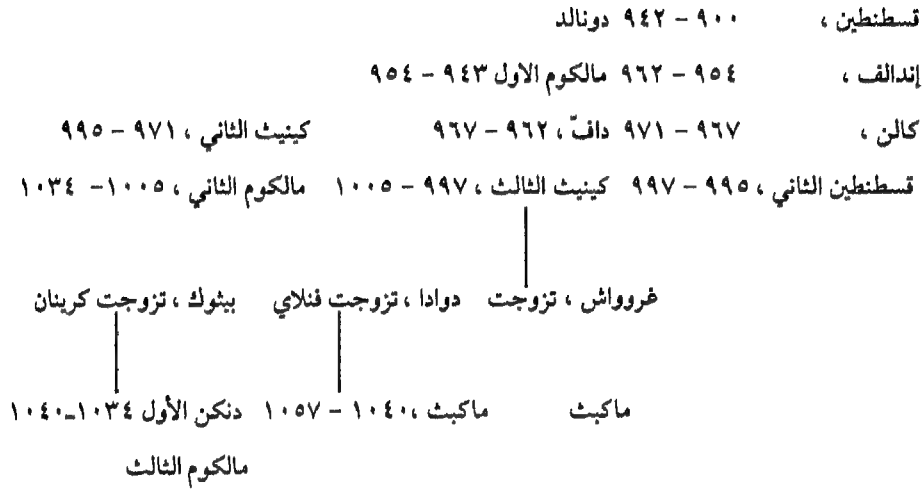 قسطنطين ، ٩٠٠ – ٩٤٢ دونالد
إندالف ، ٩٥٤ – ٩٦٢ مالكوم الاول ٩٤٣ – ٩٥٤
كالن ، ٩٦٧ – ٩٧١ دافّ ، ٩٦٢ – ٩٦٧ كينيث الثاني ، ٩٧١ – ٩٩٥
قسطنطين الثاني ، ٩٩٥ – ٩٩٧ كينيث الثالث ، ٩٩٧ – ١٠٠٥ مالكوم الثاني ، ١٠٠٥ – ١٠٣٤
غروواش ، تزوجت دوادا ، تزوجت فنلاي بيثوك ، تزوجت كرينان
ماكبث ماكبث ، ١٠٤٠ – ١٠٥٧ دنكن الأول ١٠٣٤ـ١٠٤٠
مالكوم الثالث